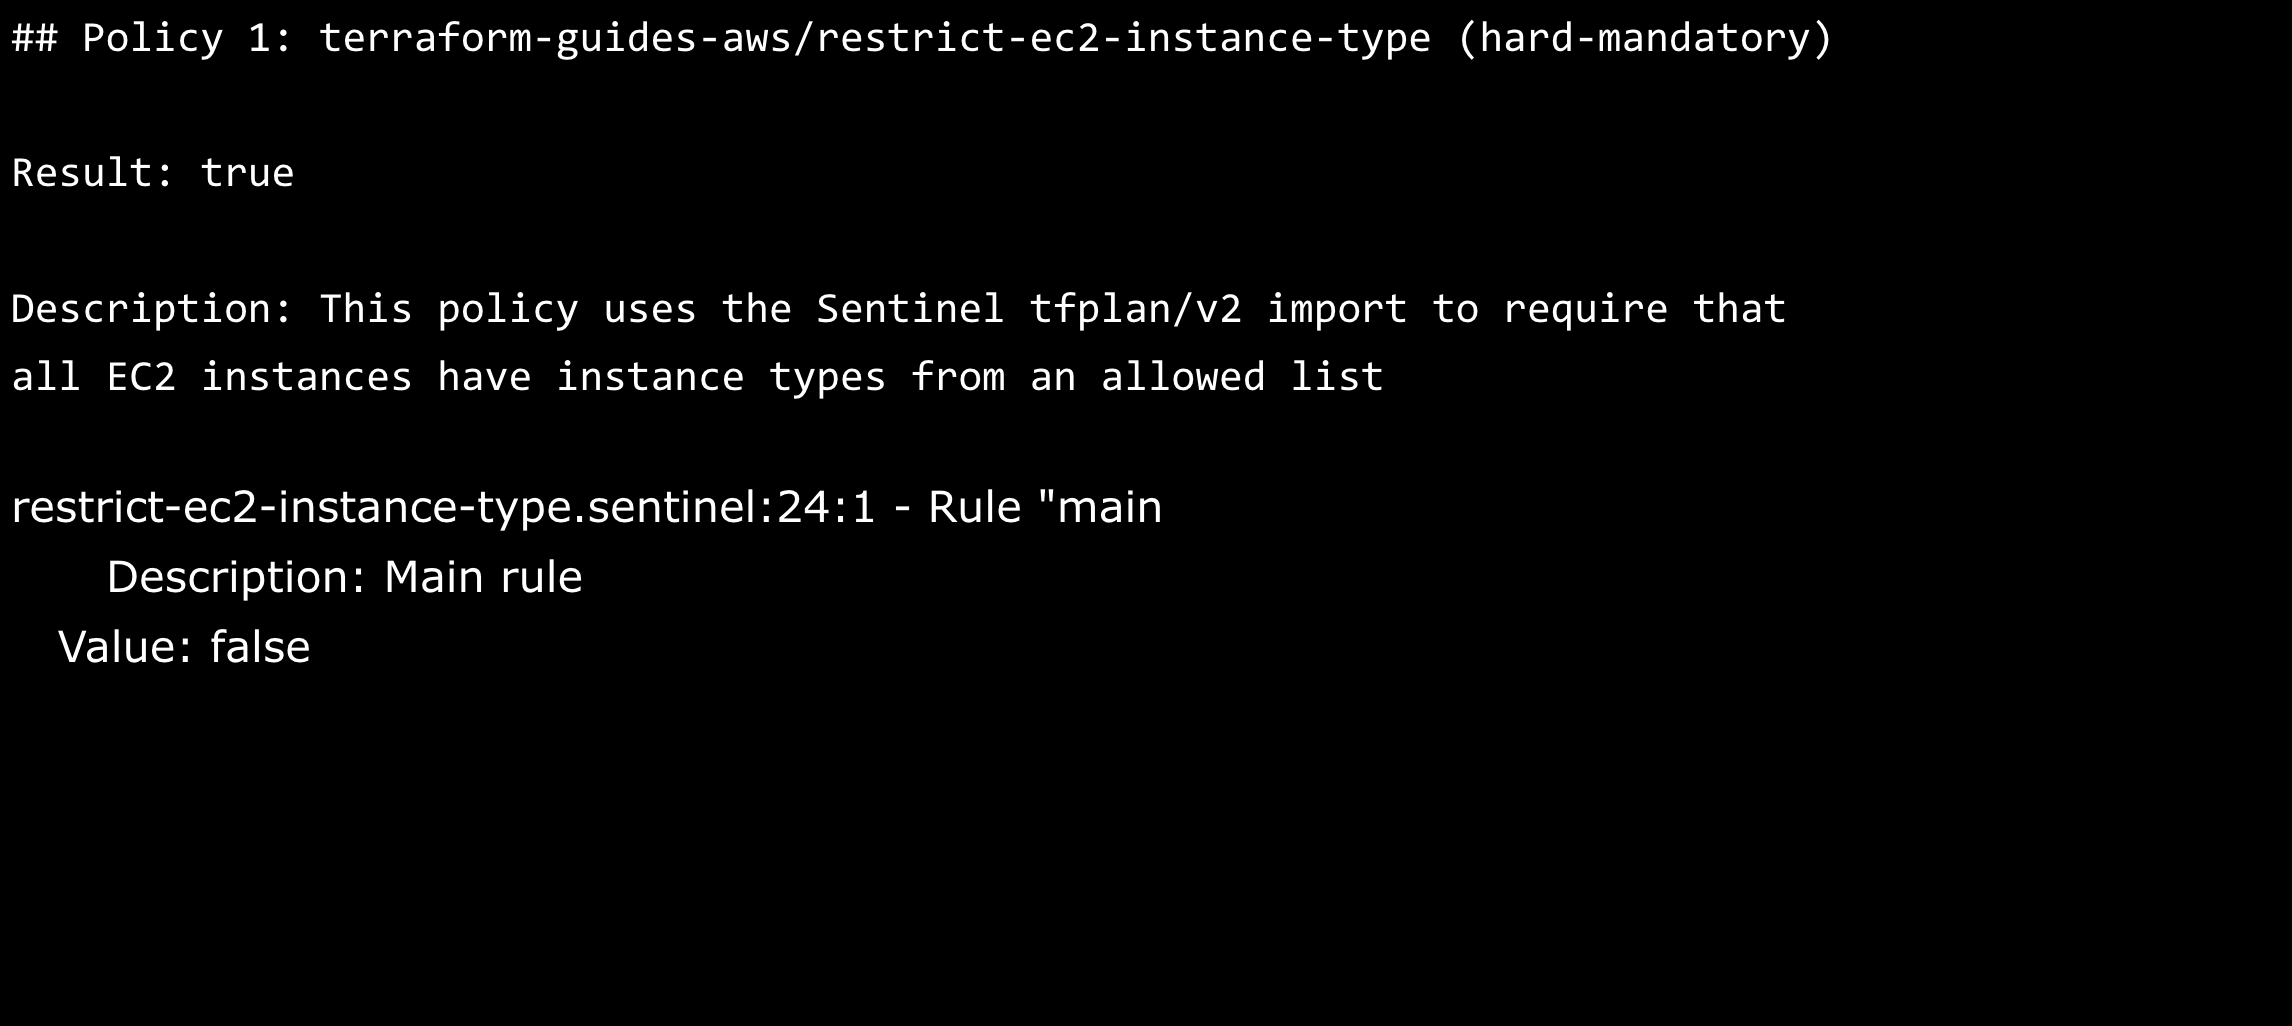 ## Policy 1: terraform-guides-aws/restrict-ec2-instance-type (hard-mandatory)
Result: true
Description: This policy uses the Sentinel tfplan/v2 import to require that
all EC2 instances have instance types from an allowed list
restrict-ec2-instance-type.sentinel:24:1 - Rule "main
Description: Main rule
Value: false